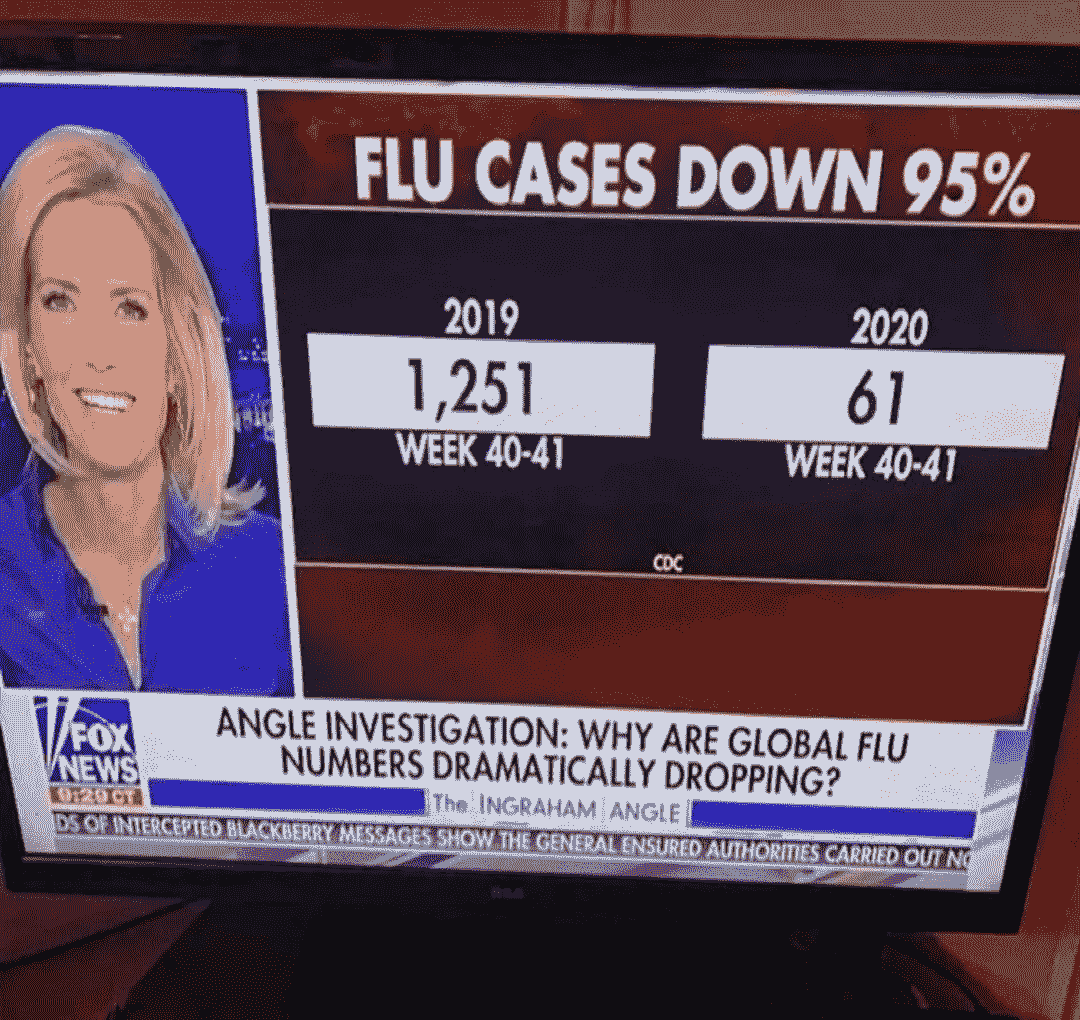 FLU CASES DOWN 95%
2019
1,251
WEEK 40-41
2020
61
WEEK 40-41
CDC
FOX
NEWS
9:29 CT
ANGLE INVESTIGATION: WHY ARE GLOBAL FLU
NUMBERS DRAMATICALLY DROPPING?
The INGRAHAM ANGLE
DS OF INTERCEPTED BLACKBERRY MESSAGES SHOW THE GENERAL ENSURED AUTHORITIES CARRIED OUT NO